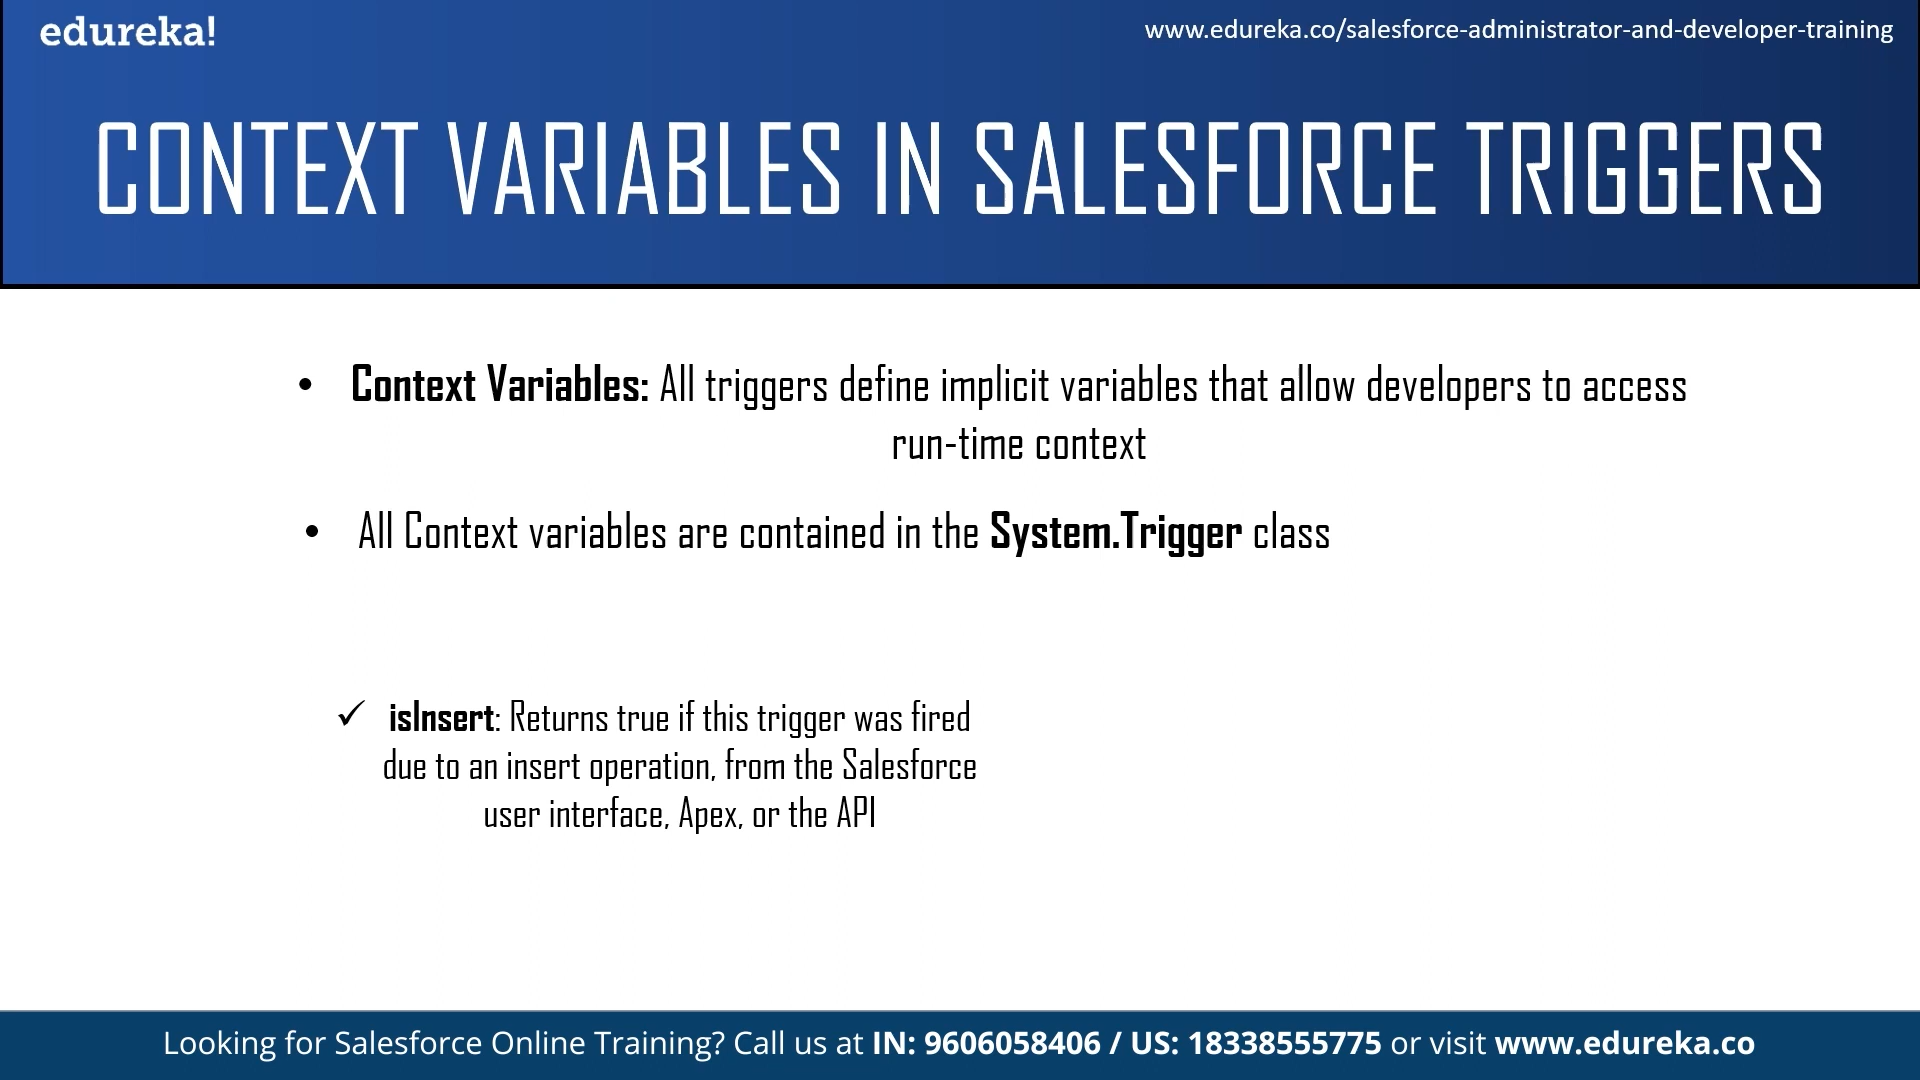 edureka!
www.edureka.co/salesforce-administrator-and-developer-training
CONTEXT VARIABLES IN SALESFORCE TRIGGERS
• Context Variables: All triggers define implicit variables that allow developers to access
run-time context
• All Context variables are contained in the System.Trigger class
✓ isInsert: Returns true if this trigger was fired
due to an insert operation, from the Salesforce
user interface, Apex, or the API
Looking for Salesforce Online Training? Call us at IN: 9606058406 / US: 18338555775 or visit www.edureka.co